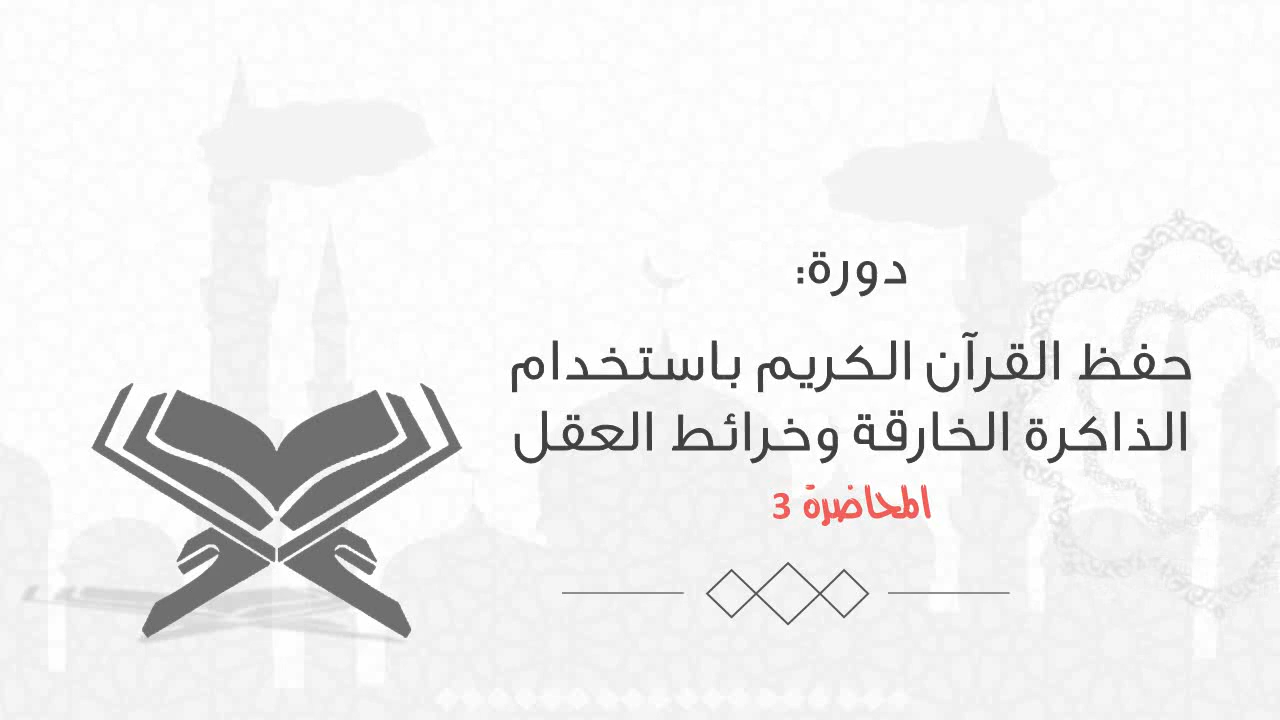 دورة:
حفظ القرآن الكريم باستخدام
الذاكرة الخارقة وخرائط العقل
المحاضرة 3